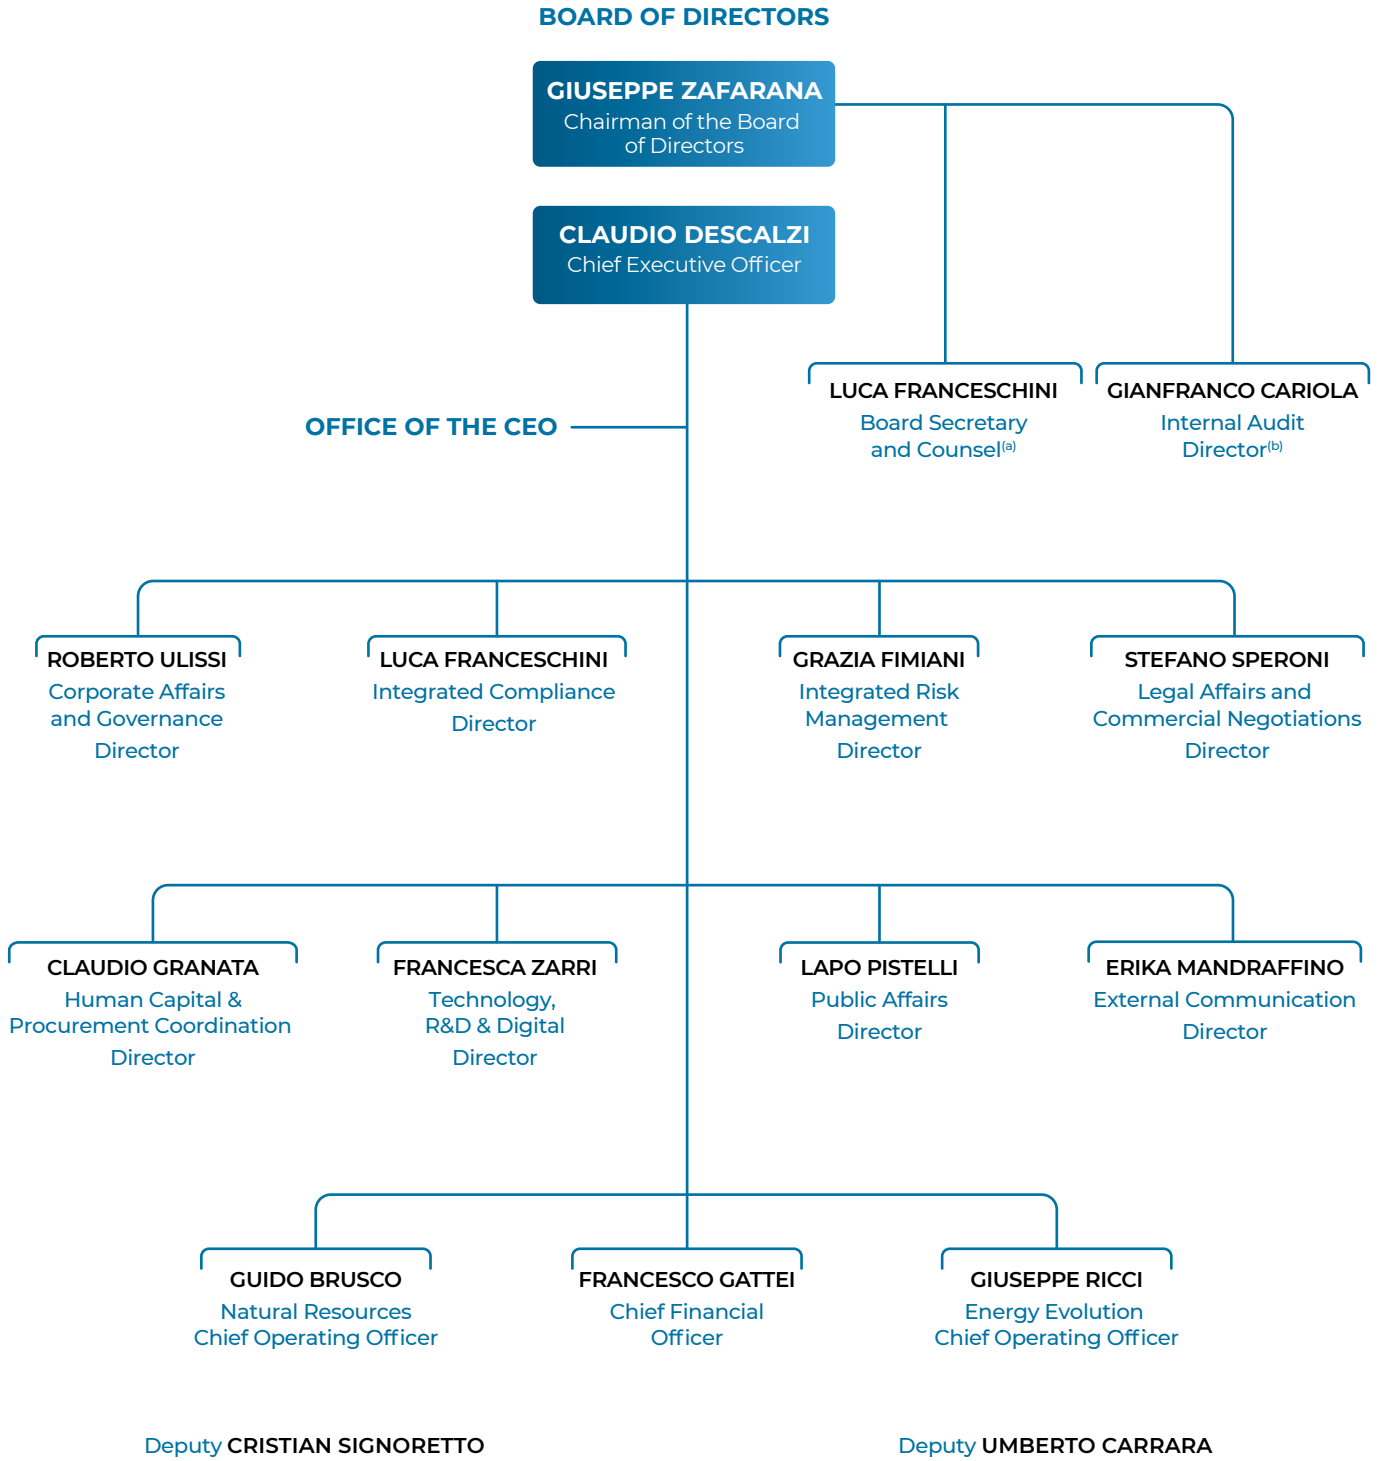 BOARD OF DIRECTORS
GIUSEPPE ZAFARANA
Chairman of the Board
of Directors
CLAUDIO DESCALZI
Chief Executive Officer
LUCA FRANCESCHINI
Board Secretary
and Counsel(a)
GIANFRANCO CARIOLA
Internal Audit
Director(b)
OFFICE OF THE CEO
ROBERTO ULISSI
Corporate Affairs
and Governance
Director
LUCA FRANCESCHINI
Integrated Compliance
Director
GRAZIA FIMIANI
Integrated Risk
Management
Director
STEFANO SPERONI
Legal Affairs and
Commercial Negotiations
Director
CLAUDIO GRANATA
Human Capital &
Procurement Coordination
Director
FRANCESCA ZARRI
Technology,
R&D & Digital
Director
LAPO PISTELLI
Public Affairs
Director
ERIKA MANDRAFFINO
External Communication
Director
GUIDO BRUSCO
Natural Resources
Chief Operating Officer
FRANCESCO GATTEI
Chief Financial
Officer
GIUSEPPE RICCI
Energy Evolution
Chief Operating Officer
Deputy CRISTIAN SIGNORETTO
Deputy UMBERTO CARRARA